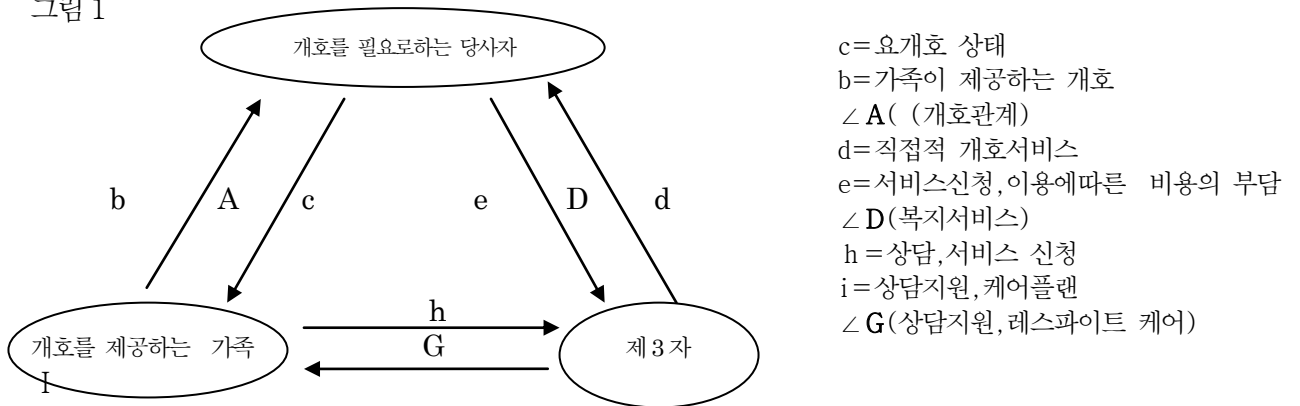 그림 1
개호를 필요로하는 당사자
c=요개호 상태
b=가족이 제공하는 개호
∠A( (개호관계)
d=직접적 개호서비스
e=서비스신청,이용에따른 비용의 부담
∠D(복지서비스)
h =상담,서비스 신청
i=상담지원,케어플랜
∠G(상담지원,레스파이트 케어)
b A c e D d
h
G
개호를 제공하는 가족
I
제3자